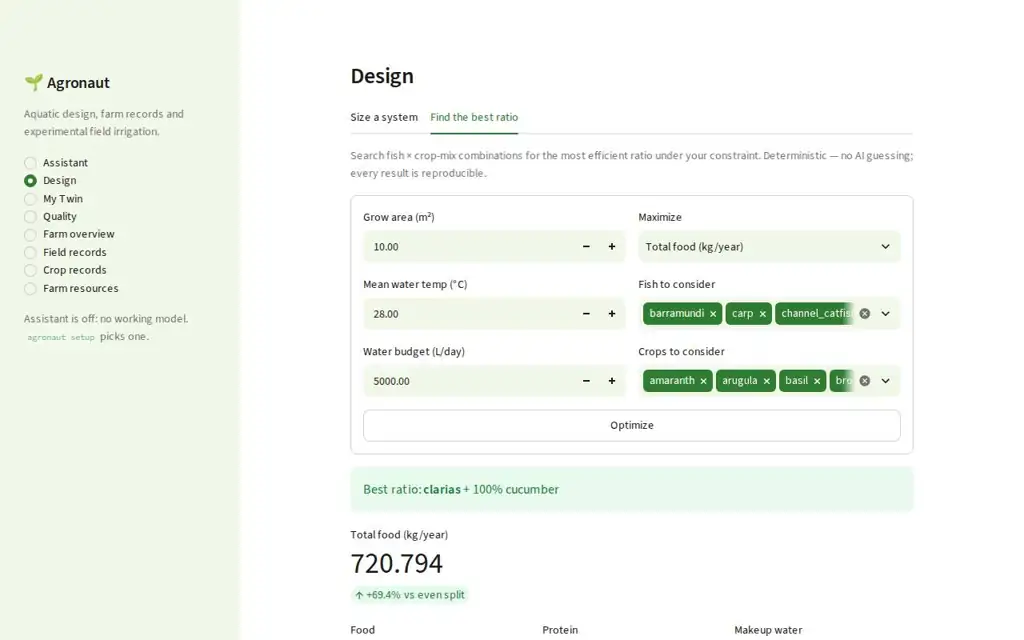 🌱 Agronaut
Aquatic design, farm records and
experimental field irrigation.
Assistant
Design
My Twin
Quality
Farm overview
Field records
Crop records
Farm resources
Assistant is off: no working model.
agronaut setup picks one.
Design
Size a system
Find the best ratio
Search fish × crop-mix combinations for the most efficient ratio under your constraint. Deterministic — no AI guessing;
every result is reproducible.
Grow area (m²)
Maximize
10.00
Total food (kg/year)
Mean water temp (°C)
Fish to consider
28.00
barramundi
carp
channel_catfis
Water budget (L/day)
Crops to consider
5000.00
amaranth
arugula
basil
bro
Optimize
Best ratio: clarias + 100% cucumber
Total food (kg/year)
720.794
↑ +69.4% vs even split
Food
Protein
Makeup water